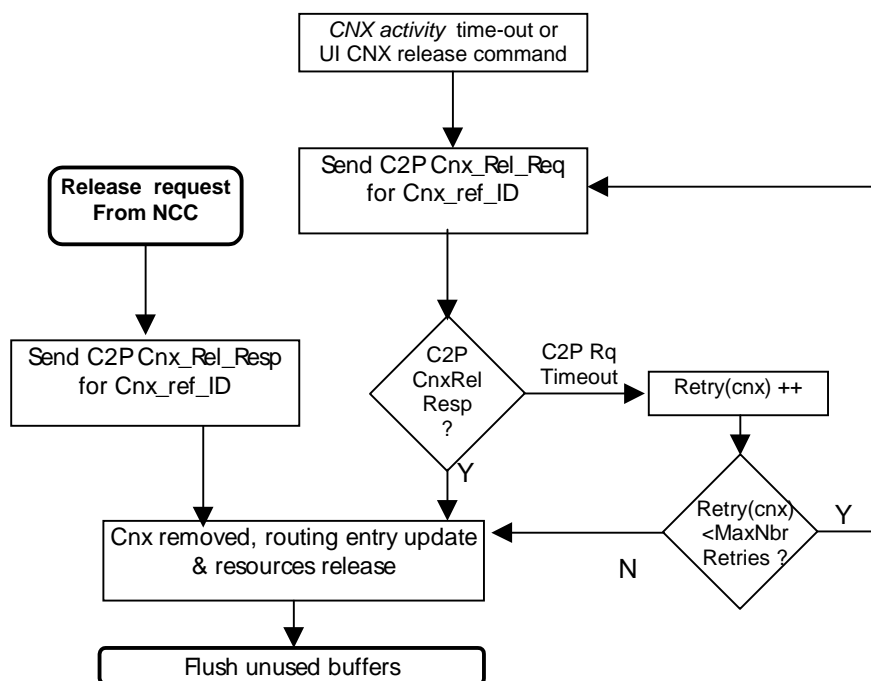 CNX activity time-out or
UI CNX release command
Send C2P Cnx_Rel_Req
for Cnx_ref_ID
Release request
From NCC
Send C2P Cnx_Rel_Resp
for Cnx_ref_ID
C2P
CnxRel
Resp
?
C2P Rq
Timeout
Retry(cnx) ++
Y
Retry(cnx)
<MaxNbr
Retries ?
Y
N
Cnx removed, routing entry update
& resources release
Flush unused buffers